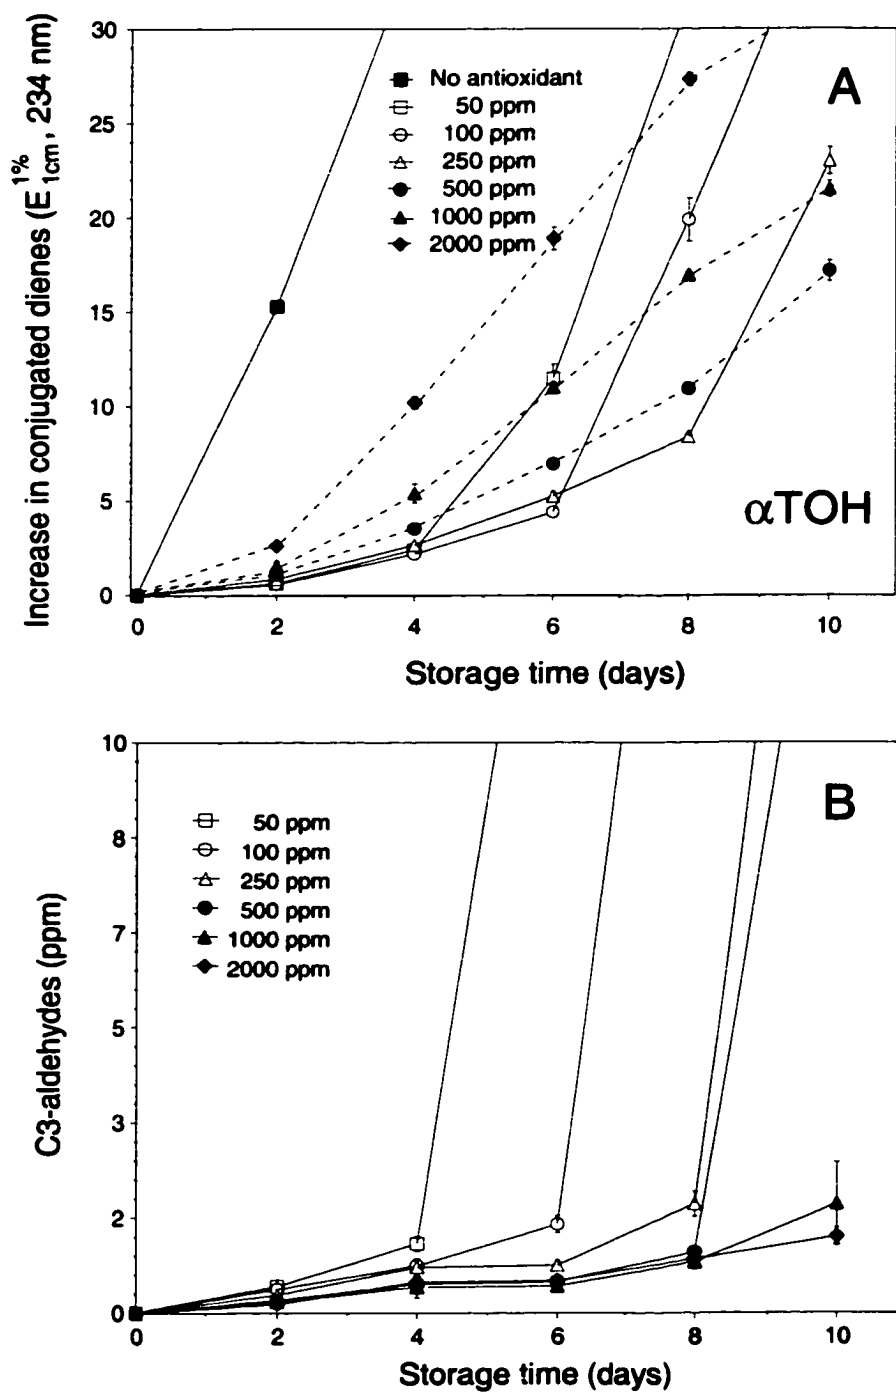 A
No antioxidant
50 ppm
100 ppm
250 ppm
500 ppm
1000 ppm
2000 ppm
αTOH
30
25
20
15
10
5
0
0 2 4 6 8 10
Increase in conjugated dienes (E 1% 1cm, 234 nm)
Storage time (days)
B
50 ppm
100 ppm
250 ppm
500 ppm
1000 ppm
2000 ppm
10
8
7
5
3
2
0
0 2 4 6 8 10
C3-aldehydes (ppm)
Storage time (days)